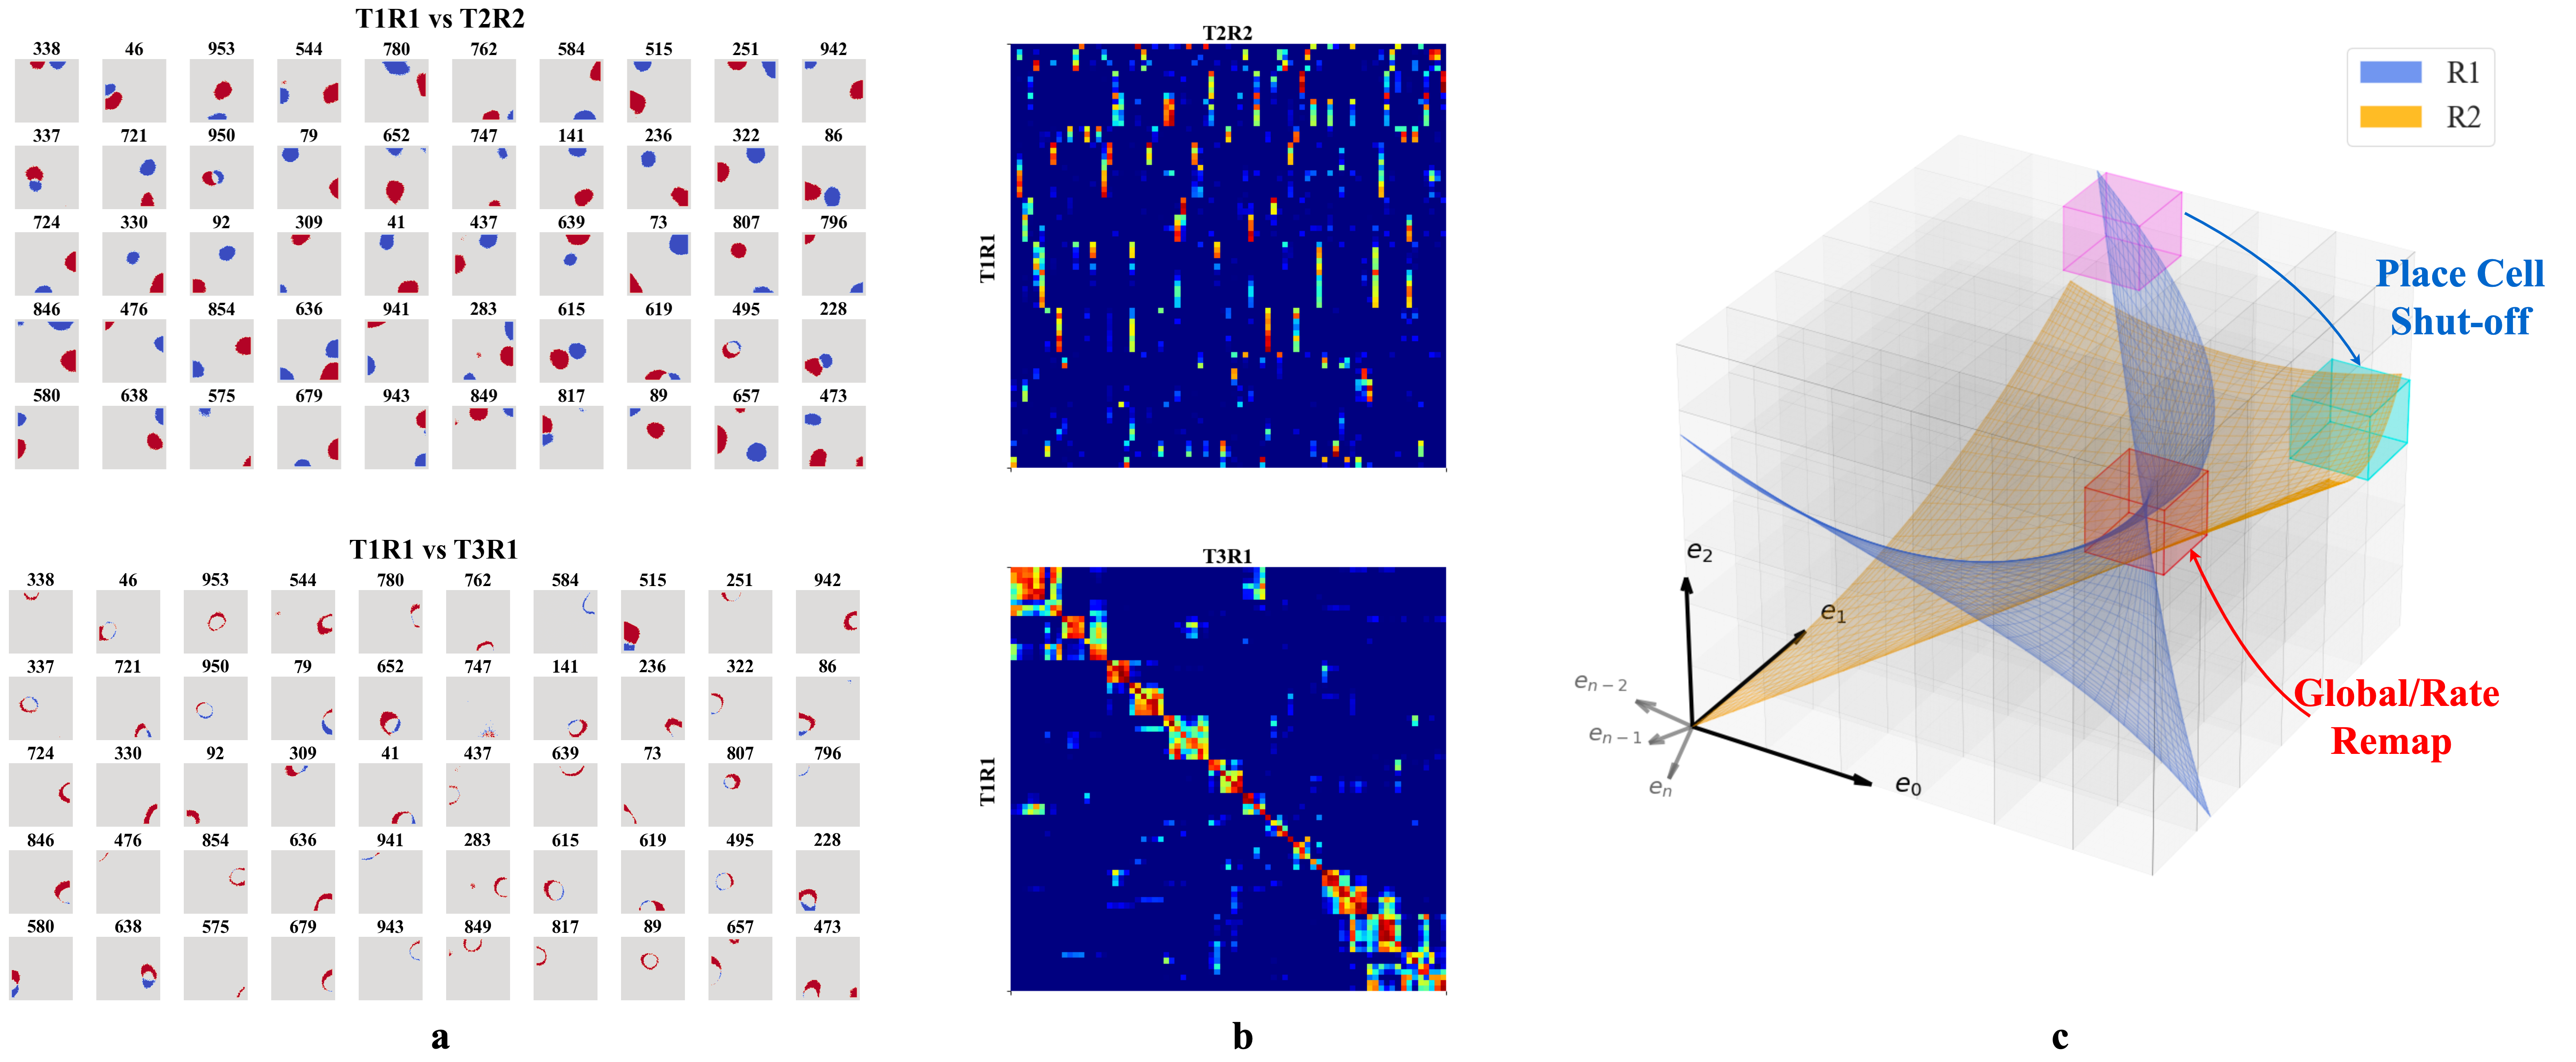 T1R1 vs T2R2
338 46 953 544 780 762 584 515 251 942
337 721 950 79 652 747 141 236 322 86
724 330 92 309 41 437 639 73 807 796
846 476 854 636 941 283 615 619 495 228
580 638 575 679 943 849 817 89 657 473
T1R1 vs T3R1
338 46 953 544 780 762 584 515 251 942
337 721 950 79 652 747 141 236 322 86
724 330 92 309 41 437 639 73 807 796
846 476 854 636 941 283 615 619 495 228
580 638 575 679 943 849 817 89 657 473
a
T2R2
T1R1
T3R1
T1R1
b
R1
R2
Place Cell
Shut-off
Global/Rate
Remap
e2
e1
en−2
en−1
en
e0
c